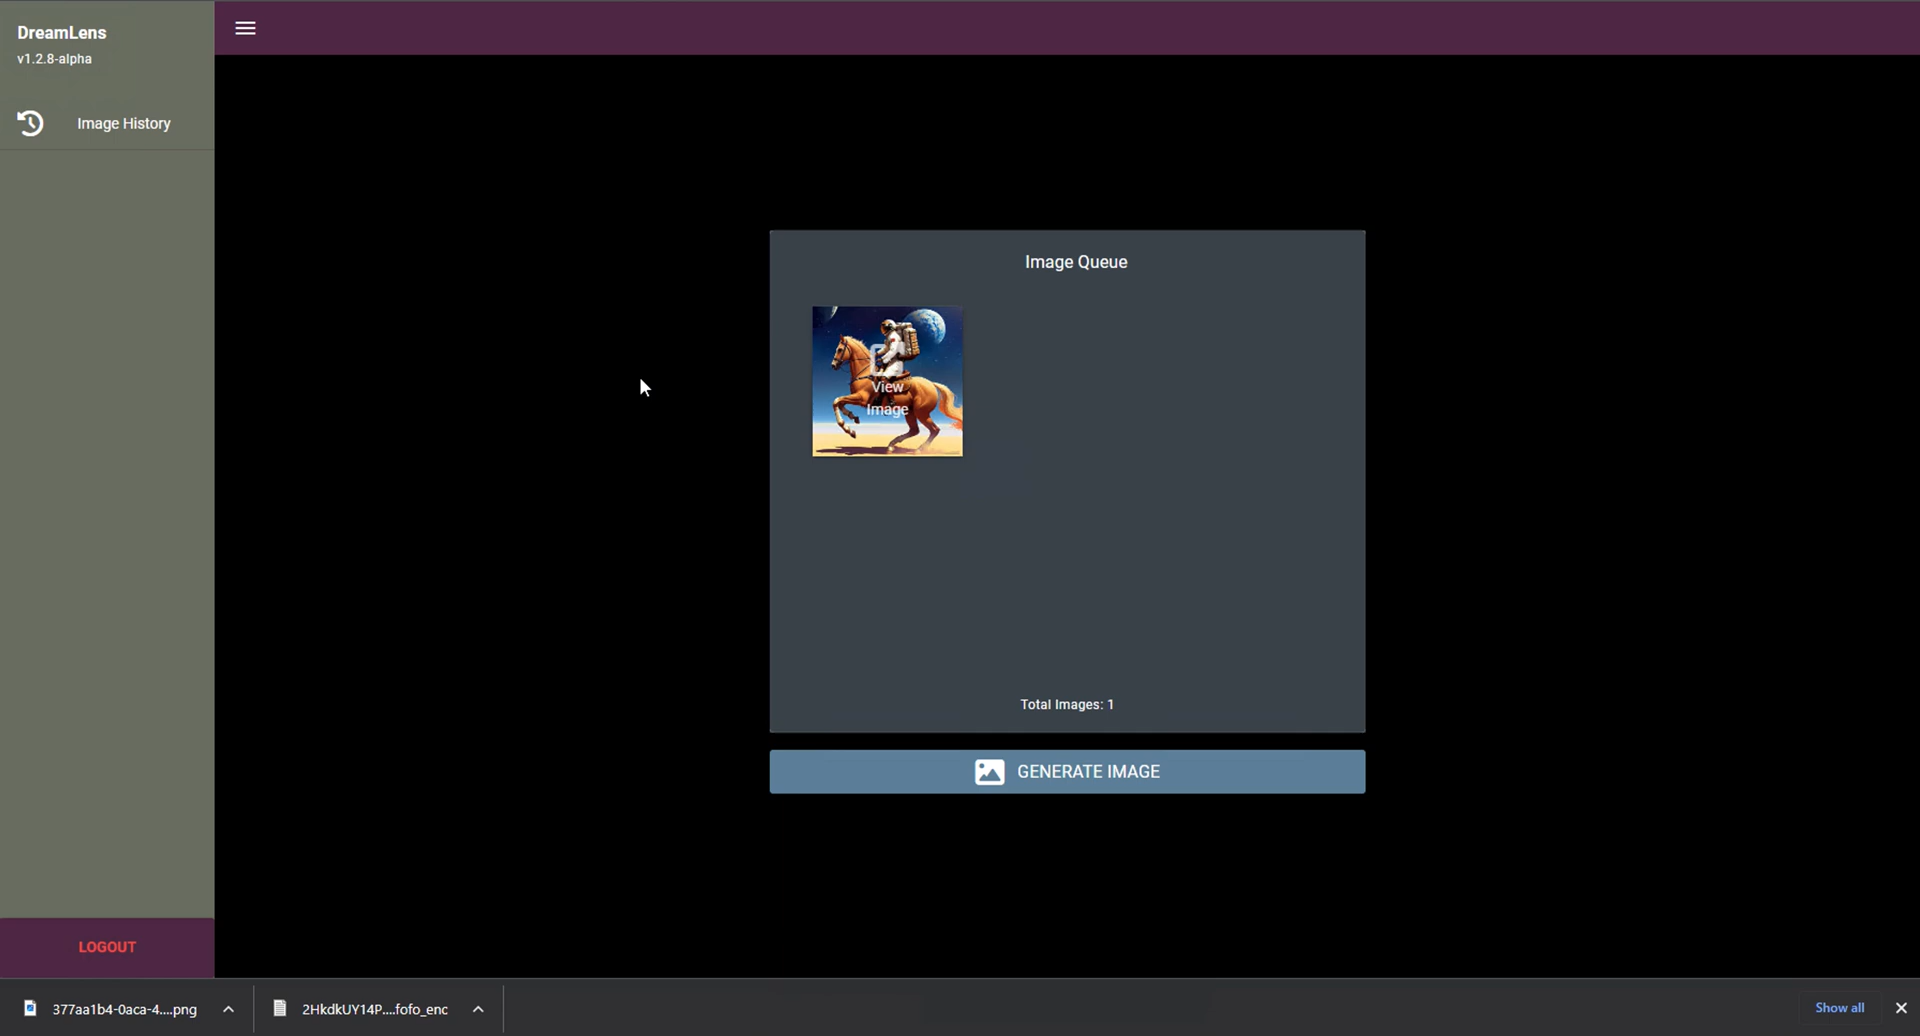 DreamLens
v1.2.8-alpha
Image History
Image Queue
View
Image
Total Images: 1
GENERATE IMAGE
LOGOUT
377aa1b4-0aca-4....png
2HkdkUY14P....fofo_enc
Show all